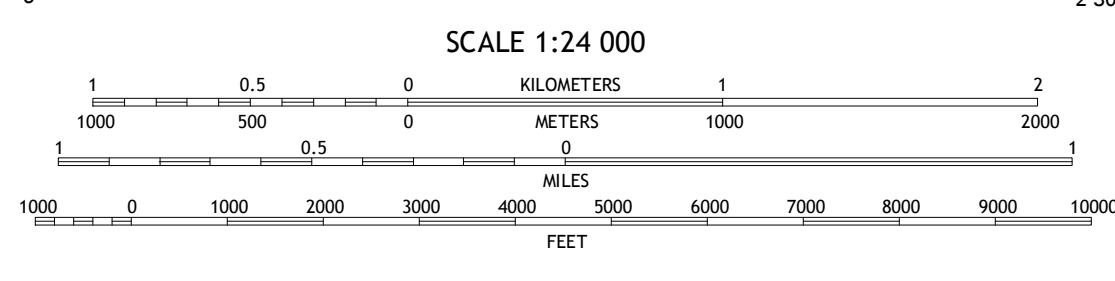 SCALE 1:24 000
1 0.5 0 KILOMETERS 1 2
1000 500 0 METERS 1000 2000
1 0.5 0 1
MILES
1000 0 1000 2000 3000 4000 5000 6000 7000 8000 9000 10000
FEET